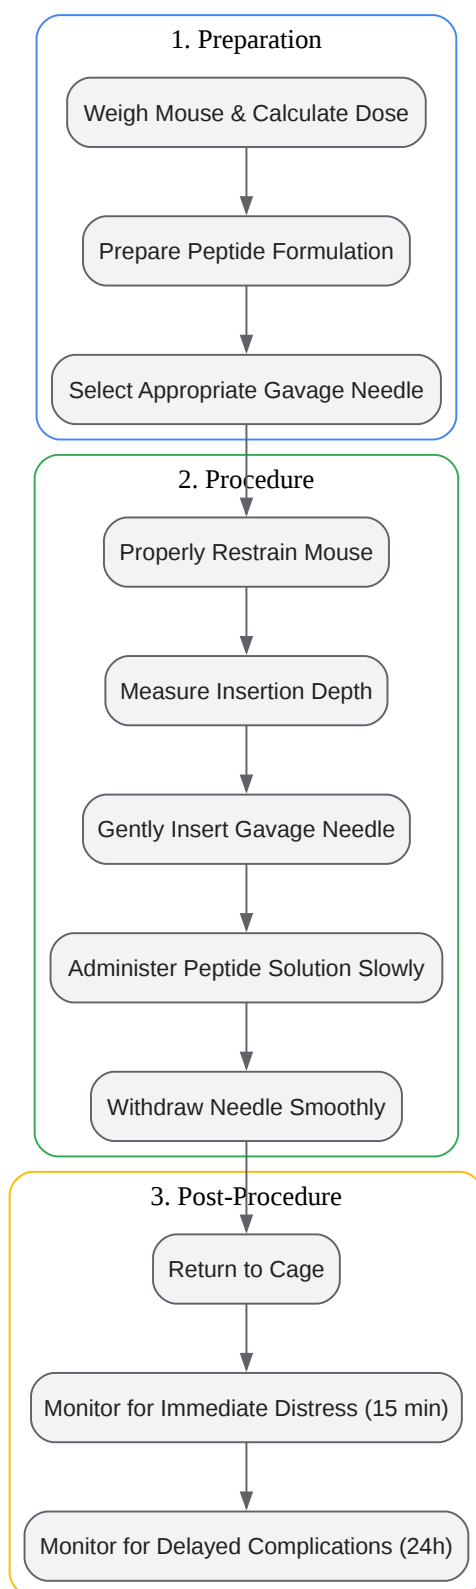 1. Preparation
Weigh Mouse & Calculate Dose
Prepare Peptide Formulation
Select Appropriate Gavage Needle
2. Procedure
Properly Restrain Mouse
Measure Insertion Depth
Gently Insert Gavage Needle
Administer Peptide Solution Slowly
Withdraw Needle Smoothly
3. Post-Procedure
Return to Cage
Monitor for Immediate Distress (15 min)
Monitor for Delayed Complications (24h)